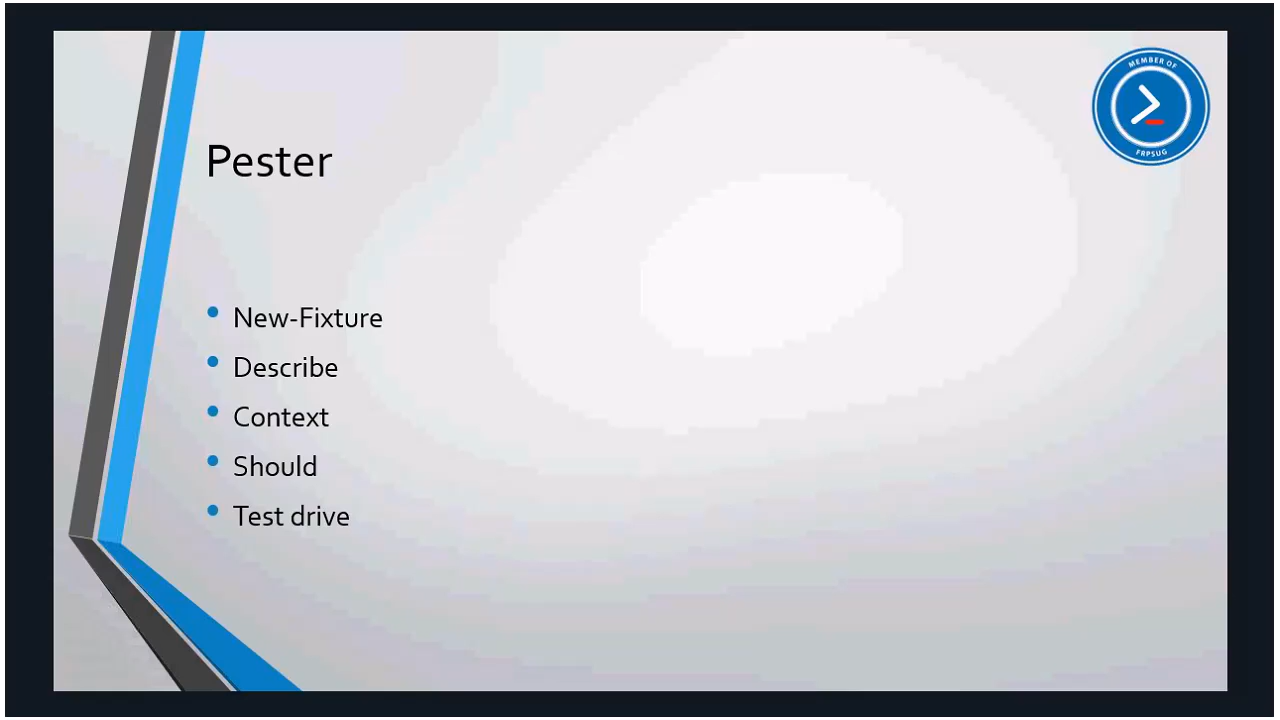 MEMBER OF
FRPSUG
Pester
New-Fixture
Describe
Context
Should
Test drive